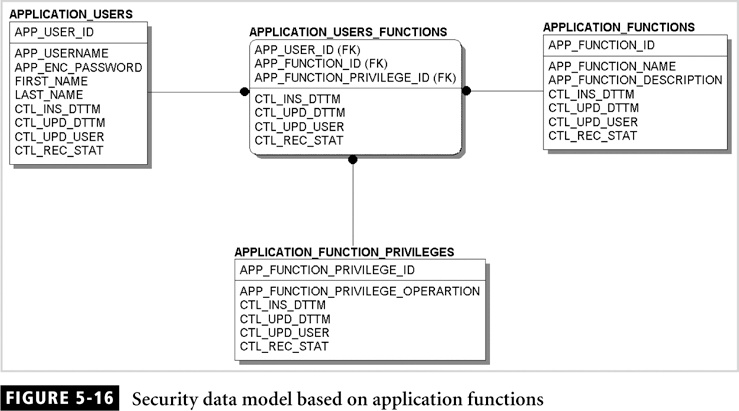 APPLICATION_USERS
APP_USER_ID
APP_USERNAME
APP_ENC_PASSWORD
FIRST_NAME
LAST_NAME
CTL_INS_DTTM
CTL_UPD_DTTM
CTL_UPD_USER
CTL_REC_STAT
APPLICATION_USERS_FUNCTIONS
APP_USER_ID (FK)
APP_FUNCTION_ID (FK)
APP_FUNCTION_PRIVILEGE_ID (FK)
CTL_INS_DTTM
CTL_UPD_DTTM
CTL_UPD_USER
CTL_REC_STAT
APPLICATION_FUNCTIONS
APP_FUNCTION_ID
APP_FUNCTION_NAME
APP_FUNCTION_DESCRIPTION
CTL_INS_DTTM
CTL_UPD_DTTM
CTL_UPD_USER
CTL_REC_STAT
APPLICATION_FUNCTION_PRIVILEGES
APP_FUNCTION_PRIVILEGE_ID
APP_FUNCTION_PRIVILEGE_OPERARTION
CTL_INS_DTTM
CTL_UPD_DTTM
CTL_UPD_USER
CTL_REC_STAT
FIGURE 5-16 Security data model based on application functions